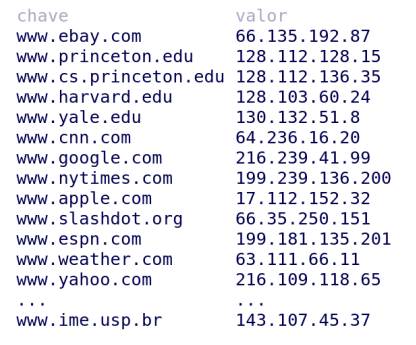 chave valor
www.ebay.com 66.135.192.87
www.princeton.edu 128.112.128.15
www.cs.princeton.edu 128.112.136.35
www.harvard.edu 128.103.60.24
www.yale.edu 130.132.51.8
www.cnn.com 64.236.16.20
www.google.com 216.239.41.99
www.nytimes.com 199.239.136.200
www.apple.com 17.112.152.32
www.slashdot.org 66.35.250.151
www.espn.com 199.181.135.201
www.weather.com 63.111.66.11
www.yahoo.com 216.109.118.65
... ...
www.ime.usp.br 143.107.45.37